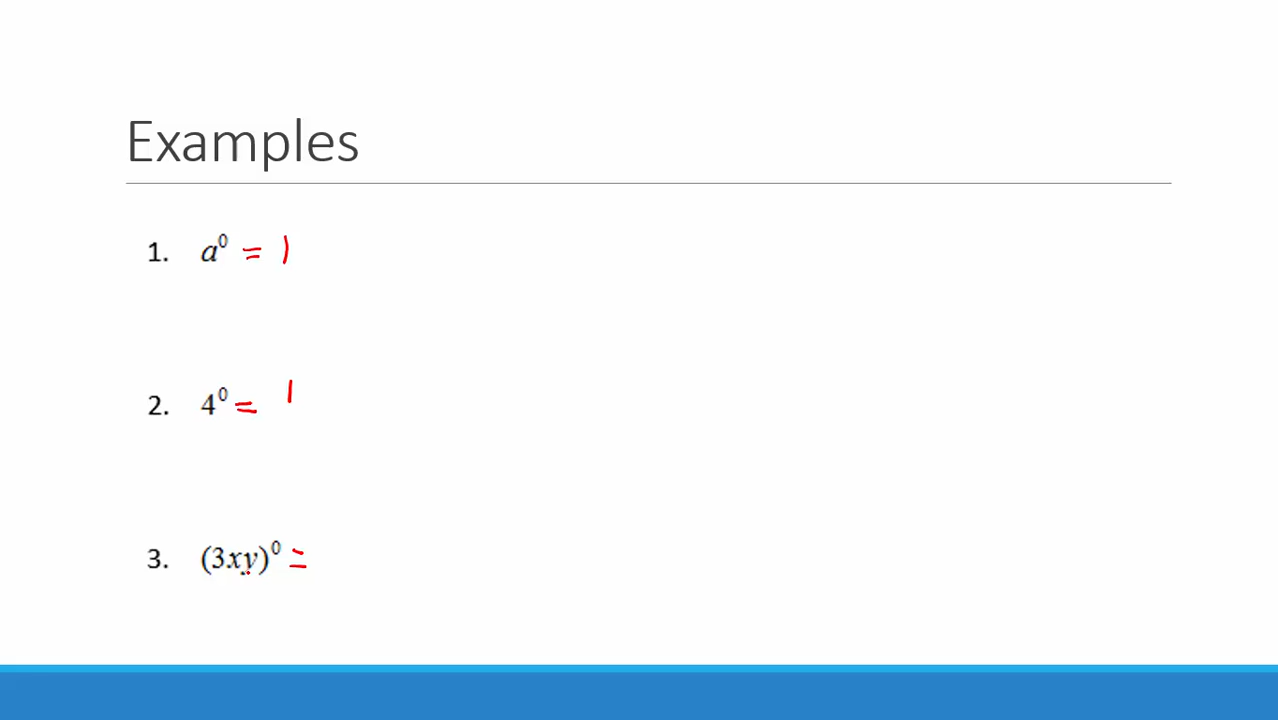 Examples
1. a⁰ = 1
2. 4⁰ = 1
3. (3xy)⁰ =